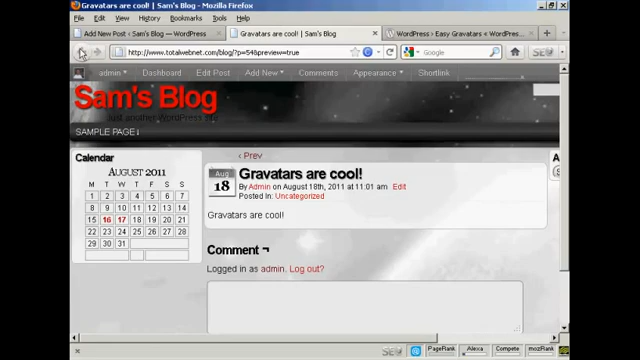 Gravatars are cool! | Sam's Blog — Mozilla Firefox
File Edit View History Bookmarks Tools Help
Add New Post ‹ Sam's Blog — WordPress
Gravatars are cool! | Sam's Blog
WordPress › Easy Gravatars « WordPres...
http://www.totalwebnet.com/blog/?p=54&preview=true
Google
admin Dashboard Edit Post Add New Comments Appearance Shortlink
Sam's Blog
Just another WordPress site
SAMPLE PAGE
Calendar
August 2011
M T W T F S S
1 2 3 4 5 6 7
8 9 10 11 12 13 14
15 16 17 18 19 20 21
22 23 24 25 26 27 28
29 30 31
‹ Prev
Aug
18
Gravatars are cool!
By Admin on August 18th, 2011 at 11:01 am Edit
Posted In: Uncategorized
Gravatars are cool!
Comment ¬
Logged in as admin. Log out?
PageRank Alexa Compete mozRank